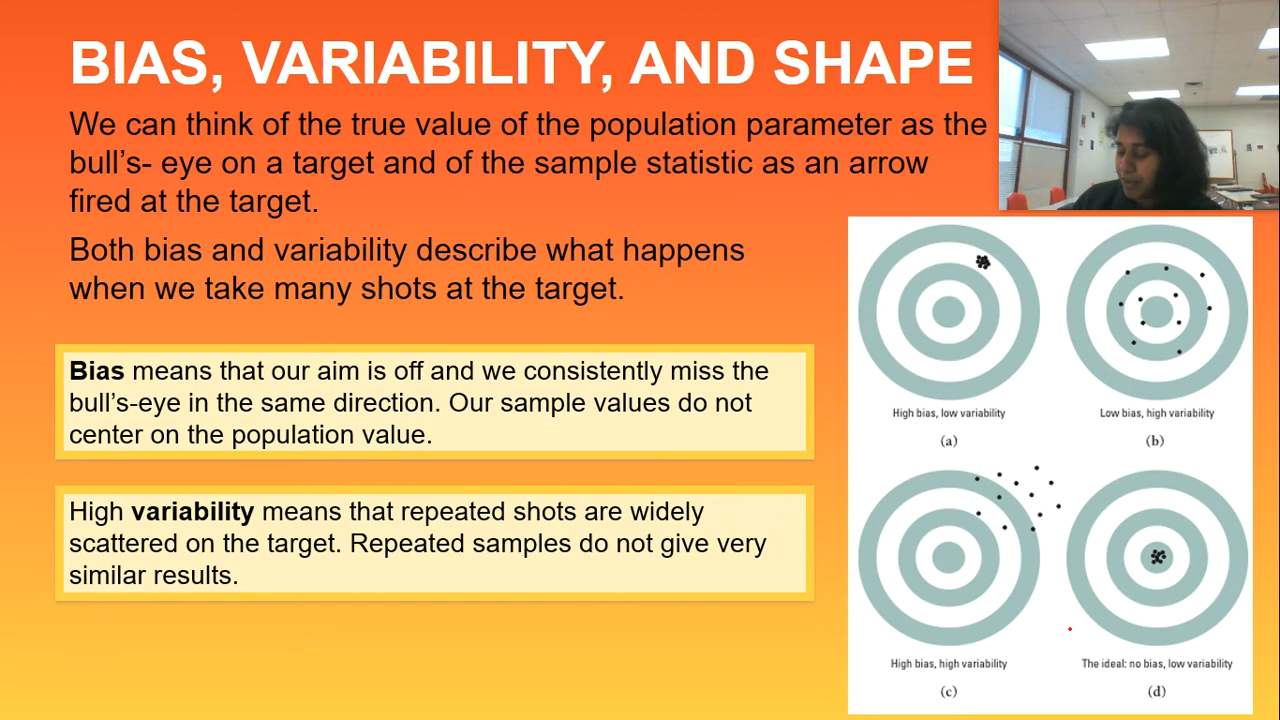 BIAS, VARIABILITY, AND SHAPE
We can think of the true value of the population parameter as the
bull's- eye on a target and of the sample statistic as an arrow
fired at the target.
Both bias and variability describe what happens
when we take many shots at the target.
Bias means that our aim is off and we consistently miss the
bull's-eye in the same direction. Our sample values do not
center on the population value.
High variability means that repeated shots are widely
scattered on the target. Repeated samples do not give very
similar results.
High bias, low variability
(a)
Low bias, high variability
(b)
High bias, high variability
(c)
The ideal: no bias, low variability
(d)